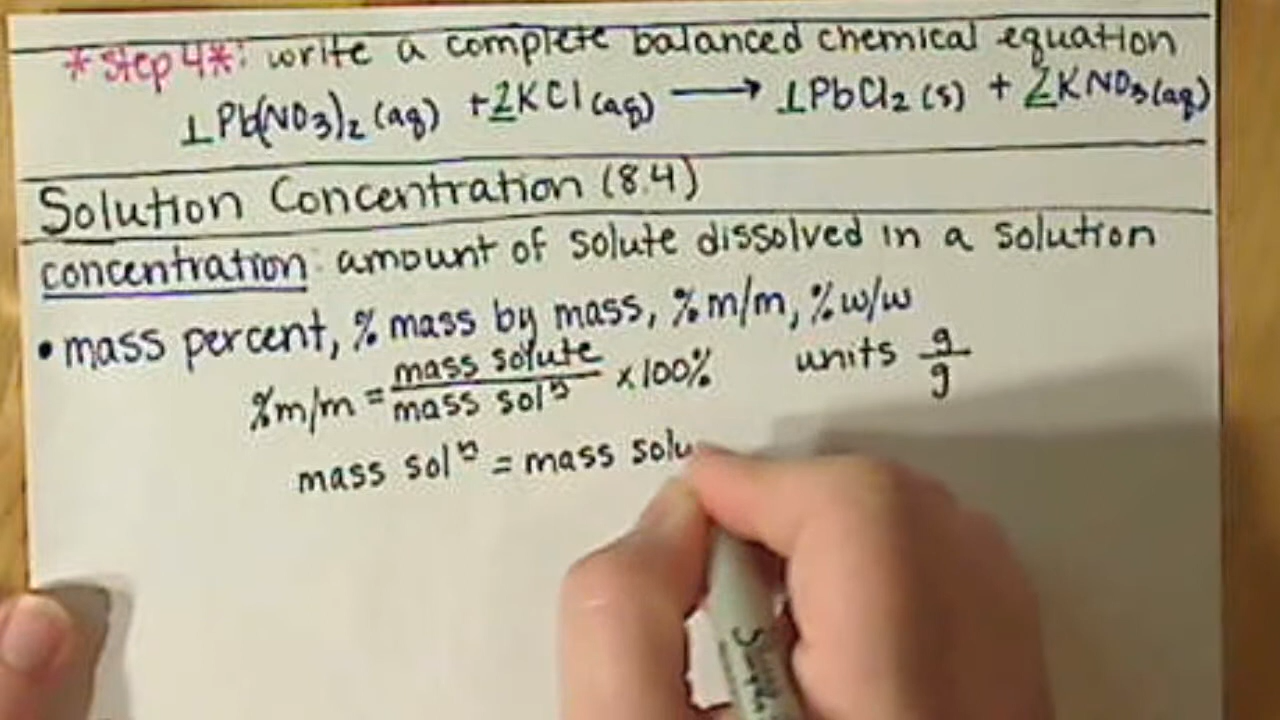 *Step 4*: write a complete balanced chemical equation
1Pb(NO3)2(aq) + 2KCl(aq) → 1PbCl2(s) + 2KNO3(aq)
Solution Concentration (8.4)
concentration: amount of solute dissolved in a solution
• mass percent, % mass by mass, % m/m, % w/w
%m/m = mass solute / mass solⁿ × 100% units g/g
mass solⁿ = mass solu